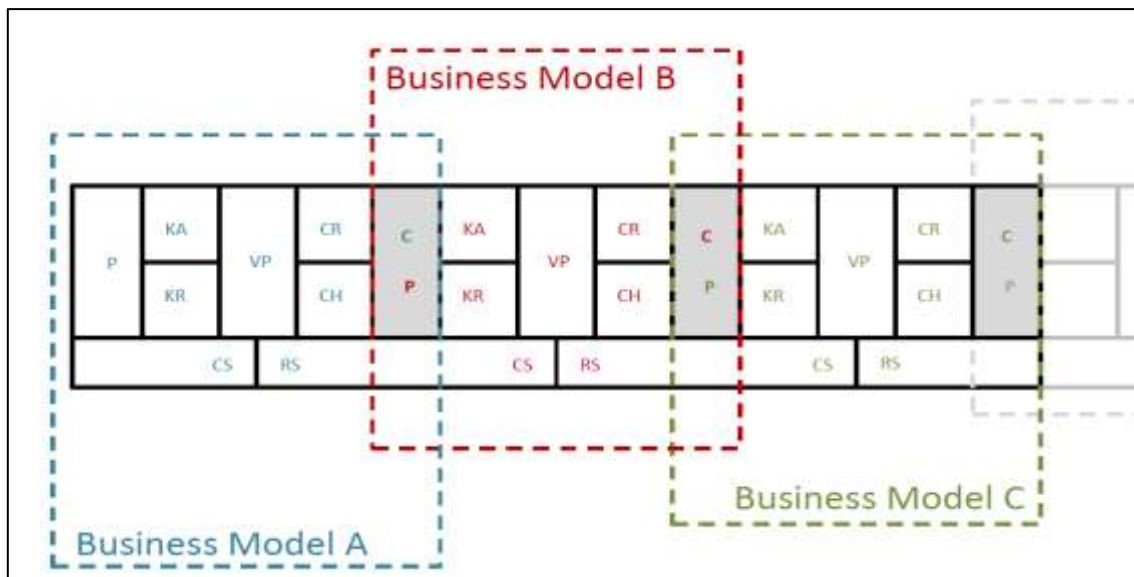 Business Model B
KA CR C KA CR C KA CR C
P VP VP VP
KR CH P KR CH P KR CH P
CS RS CS RS CS RS
Business Model C
Business Model A